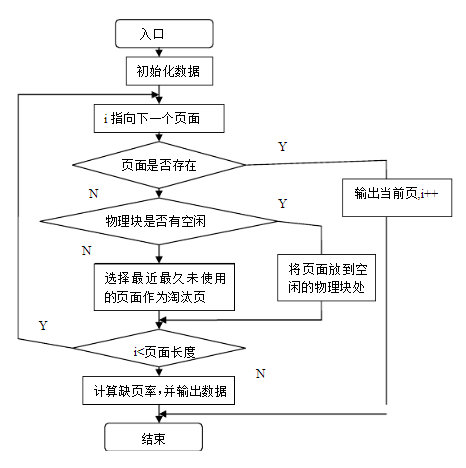 入口
初始化数据
i 指向下一个页面
页面是否存在
Y
输出当前页,i++
N
物理块是否有空闲
Y
N
选择最近最久未使用
的页面作为淘汰页
将页面放到空
闲的物理块处
Y
i<页面长度
N
计算缺页率,并输出数据
结束